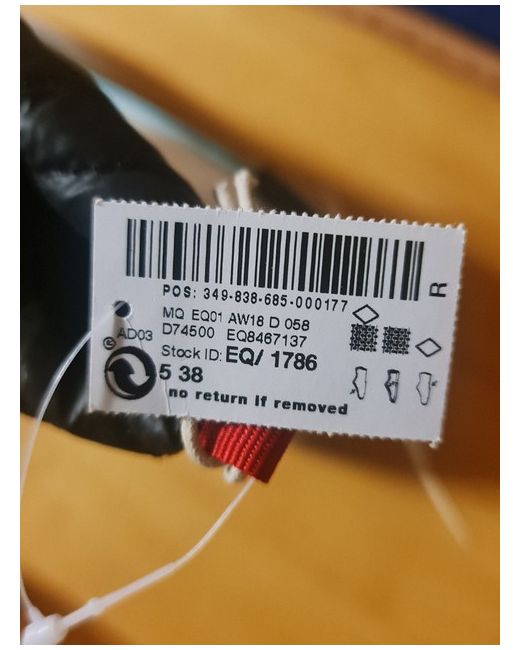 POS: 349-838-685-000177
R
MQ EQ01 AW18 D 058
© AD03 D74500 EQ8467137
Stock ID: EQ/ 1786
5 38
no return if removed